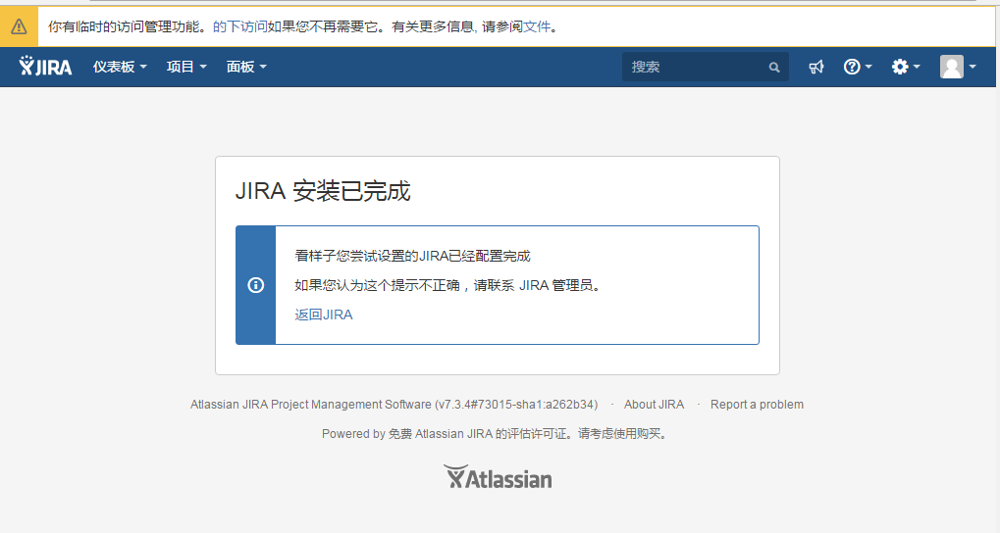 你有临时的访问管理功能。的下访问如果您不再需要它。有关更多信息, 请参阅文件。
JIRA 仪表板 项目 面板 搜索
JIRA 安装已完成
看样子您尝试设置的JIRA已经配置完成
如果您认为这个提示不正确，请联系 JIRA 管理员。
返回JIRA
Atlassian JIRA Project Management Software (v7.3.4#73015-sha1:a262b34) · About JIRA · Report a problem
Powered by 免费 Atlassian JIRA 的评估许可证。请考虑使用购买。
Atlassian